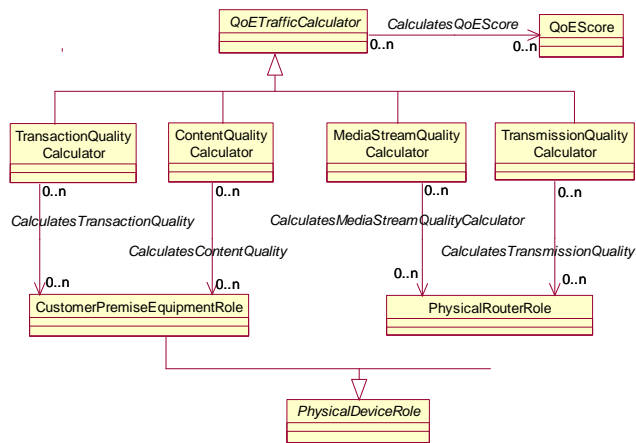 QoETrafficCalculator
CalculatesQoEScore
QoEScore
0..n
0..n
TransactionQuality
Calculator
ContentQuality
Calculator
MediaStreamQuality
Calculator
TransmissionQuality
Calculator
0..n
0..n
0..n
0..n
CalculatesTransactionQuality
CalculatesMediaStreamQualityCalculator
CalculatesContentQuality
CalculatesTransmissionQuality
0..n
0..n
0..n
0..n
CustomerPremiseEquipmentRole
PhysicalRouterRole
PhysicalDeviceRole